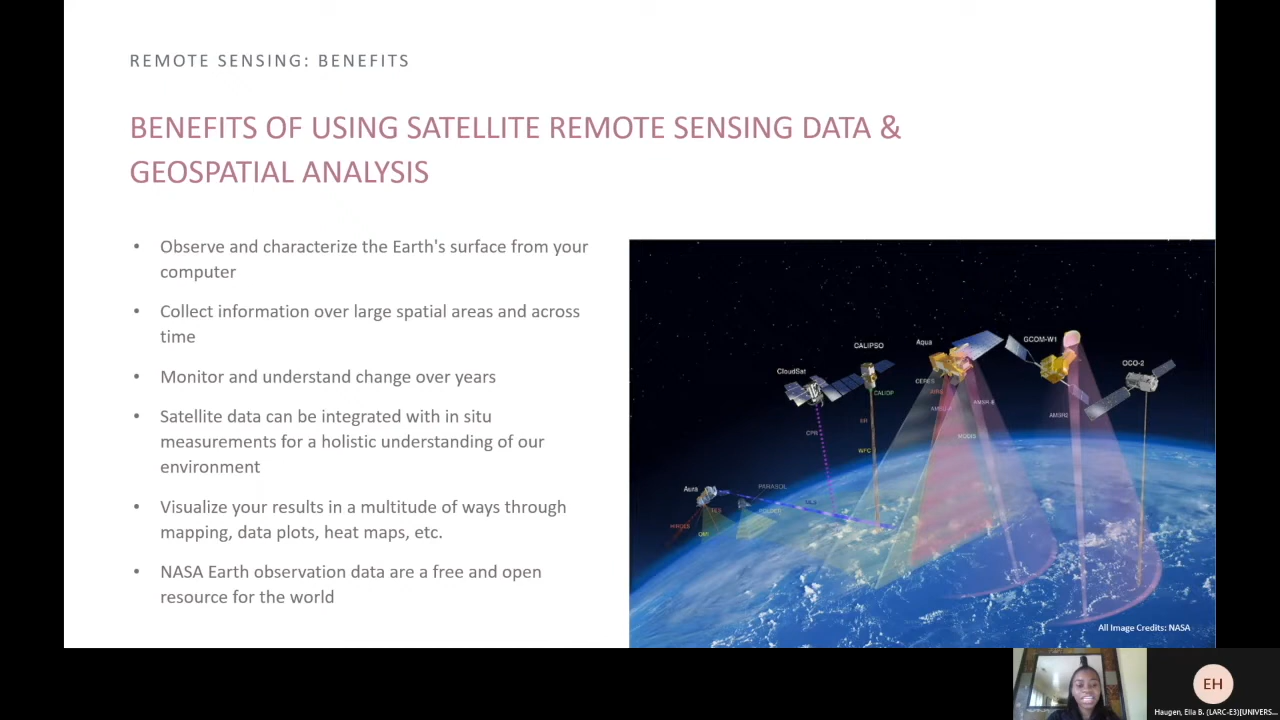 REMOTE SENSING: BENEFITS
BENEFITS OF USING SATELLITE REMOTE SENSING DATA &
GEOSPATIAL ANALYSIS
• Observe and characterize the Earth's surface from your
computer
• Collect information over large spatial areas and across
time
• Monitor and understand change over years
• Satellite data can be integrated with in situ
measurements for a holistic understanding of our
environment
• Visualize your results in a multitude of ways through
mapping, data plots, heat maps, etc.
• NASA Earth observation data are a free and open
resource for the world
CALIPSO
Aqua
GCOM-W1
CloudSat
OCO-2
CERES
AIRS
CALIOP
AMSR-E
AMSU-A
AMSR2
IIR
CPR
MODIS
WFC
Aura
PARASOL
MLS
TES
POLDER
HIRDLS
OMI
All Image Credits: NASA
EH
Haugen, Ella B. (LARC-E3)[UNIVERS...